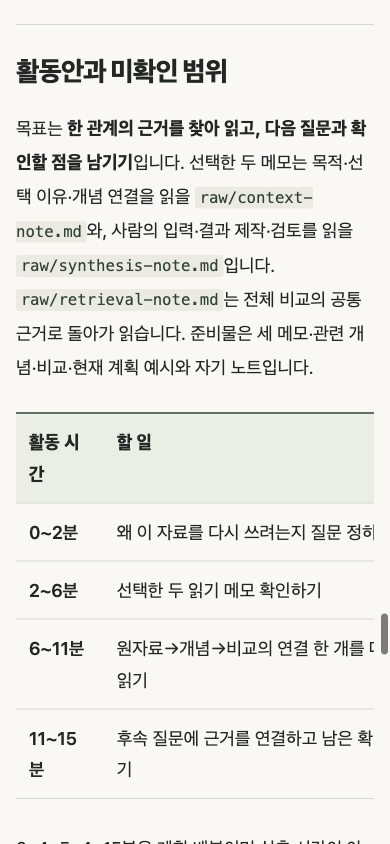 활동안과 미확인 범위
목표는 한 관계의 근거를 찾아 읽고, 다음 질문과 확
인할 점을 남기기입니다. 선택한 두 메모는 목적·선
택 이유·개념 연결을 읽을 raw/context-
note.md와, 사람의 입력·결과 제작·검토를 읽을
raw/synthesis-note.md입니다.
raw/retrieval-note.md는 전체 비교의 공통
근거로 돌아가 읽습니다. 준비물은 세 메모·관련 개
념·비교·현재 계획 예시와 자기 노트입니다.
활동 시간 할 일
0~2분 왜 이 자료를 다시 쓰려는지 질문
2~6분 선택한 두 읽기 메모 확인하기
6~11분 원자료→개념→비교의 연결 한 개를
읽기
11~15분 후속 질문에 근거를 연결하고 남은
기